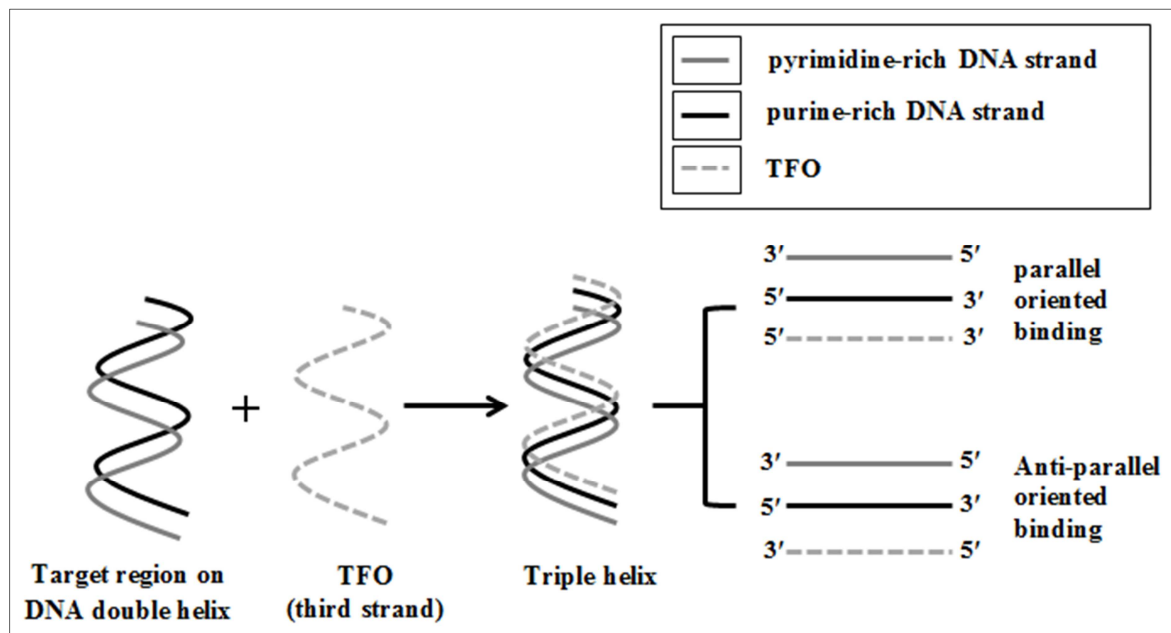 pyrimidine-rich DNA strand
purine-rich DNA strand
TFO
3′ 5′
5′ 3′
5′ 3′
parallel
oriented
binding
+
3′ 5′
5′ 3′
3′ 5′
Anti-parallel
oriented
binding
Target region on
DNA double helix
TFO
(third strand)
Triple helix